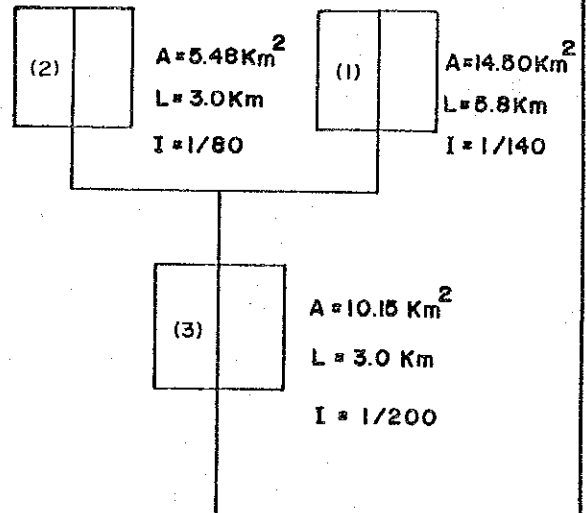 (2)
A=5.48Km²
L=3.0Km
I=1/80
(1)
A=14.50Km²
L=5.8Km
I=1/140
(3)
A=10.15 Km²
L = 3.0 Km
I = 1/200